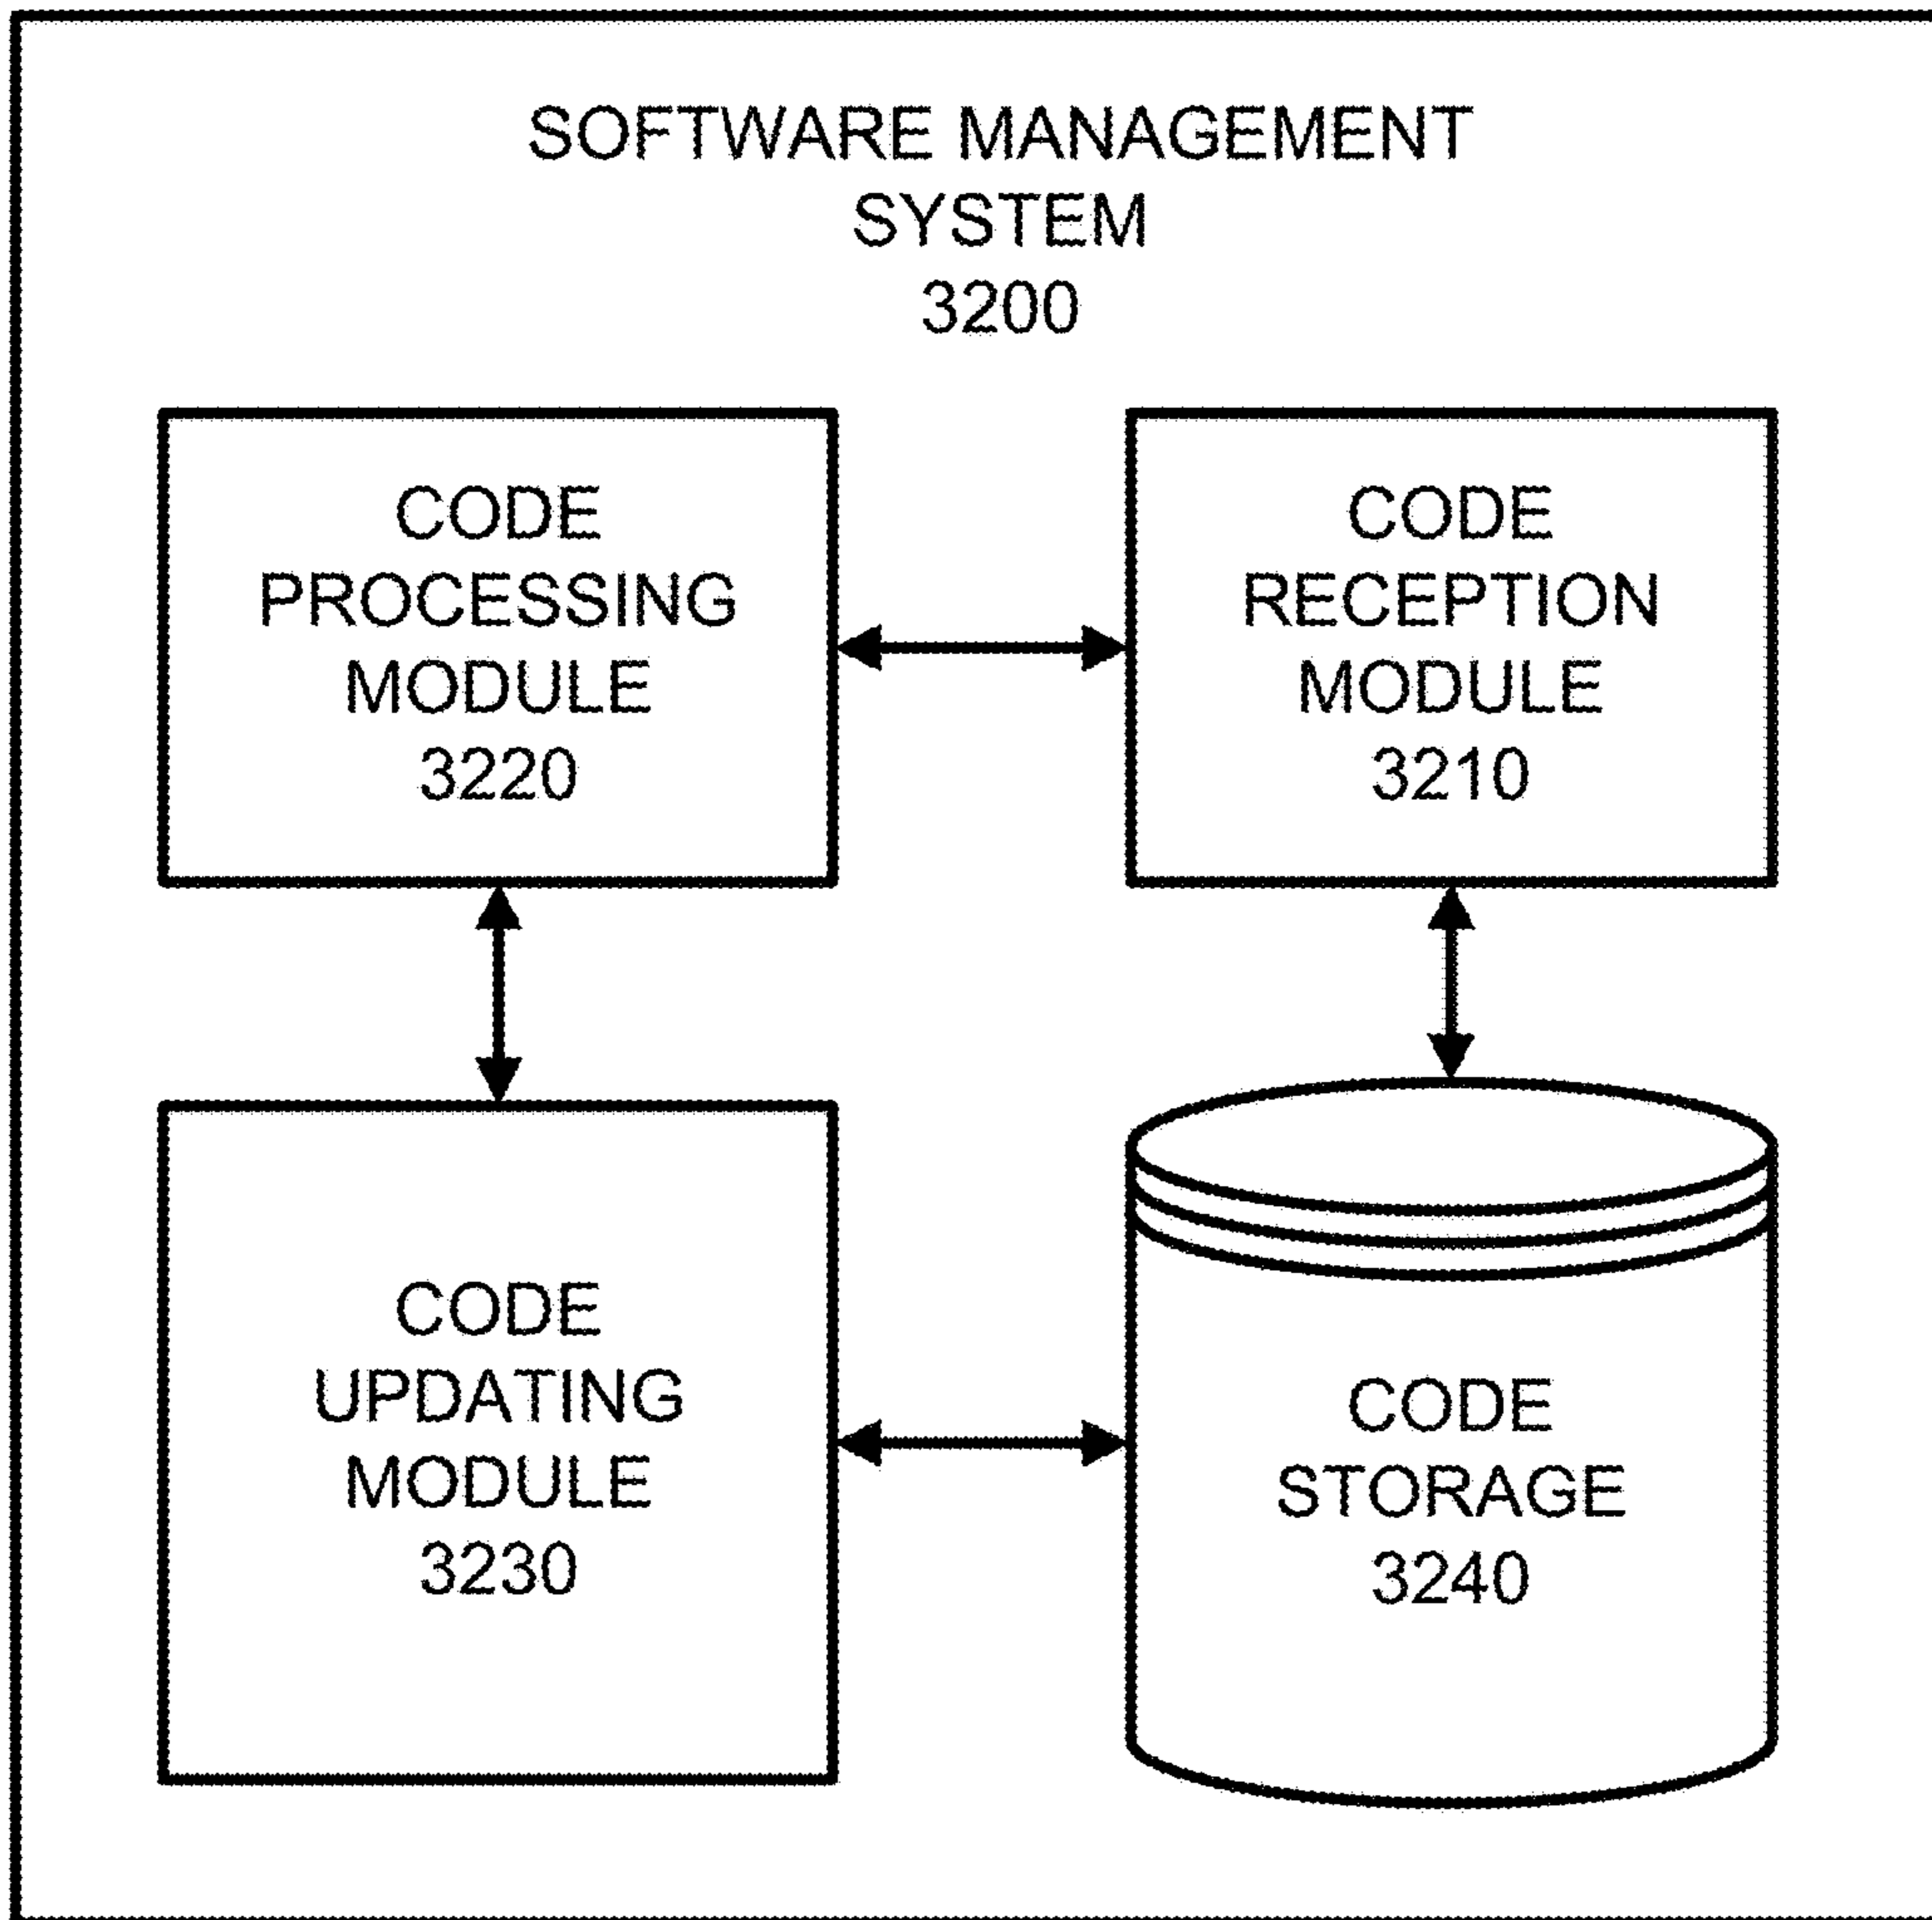 SOFTWARE MANAGEMENT
SYSTEM
3200
CODE
PROCESSING
MODULE
3220
CODE
RECEPTION
MODULE
3210
CODE
UPDATING
MODULE
3230
CODE
STORAGE
3240